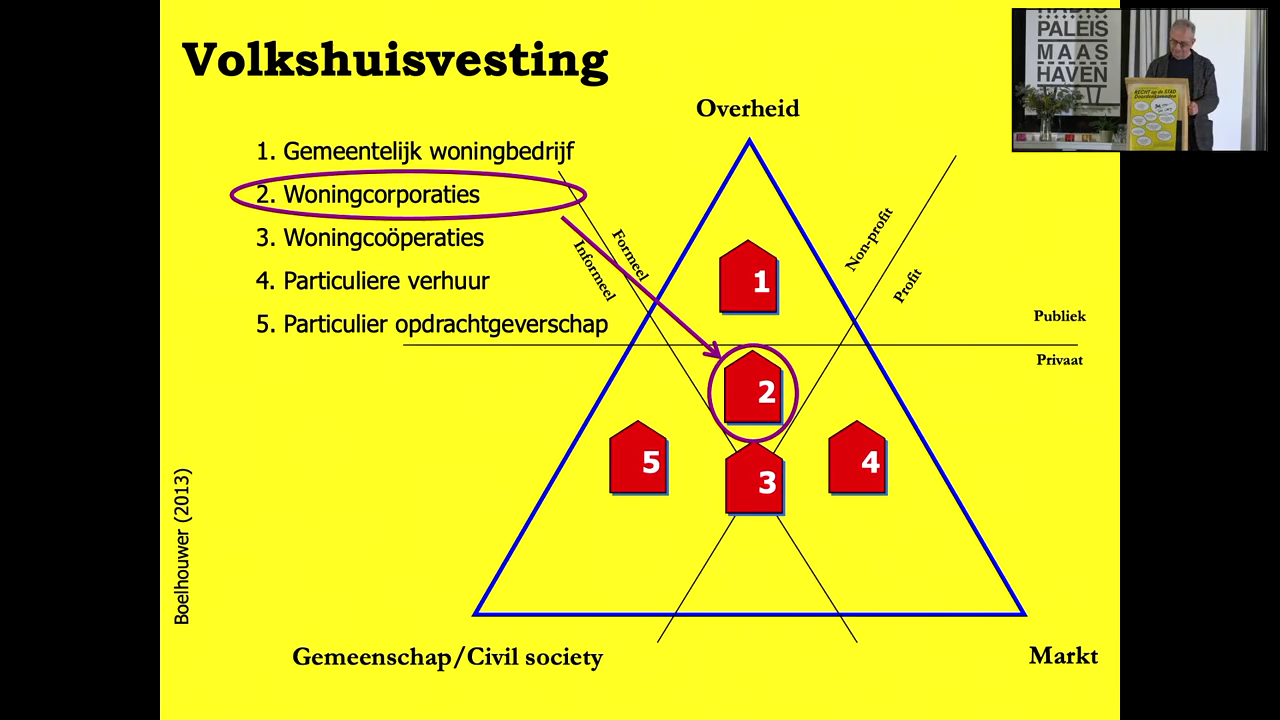 Volkshuisvesting
Overheid
1. Gemeentelijk woningbedrijf
2. Woningcorporaties
3. Woningcoöperaties
4. Particuliere verhuur
5. Particulier opdrachtgeverschap
Formeel
Informeel
Non-profit
Profit
Publiek
Privaat
1
2
3
4
5
Boelhouwer (2013)
Gemeenschap/Civil society
Markt
PALEIS
MAAS
HAVEN
RECHT op de STAD